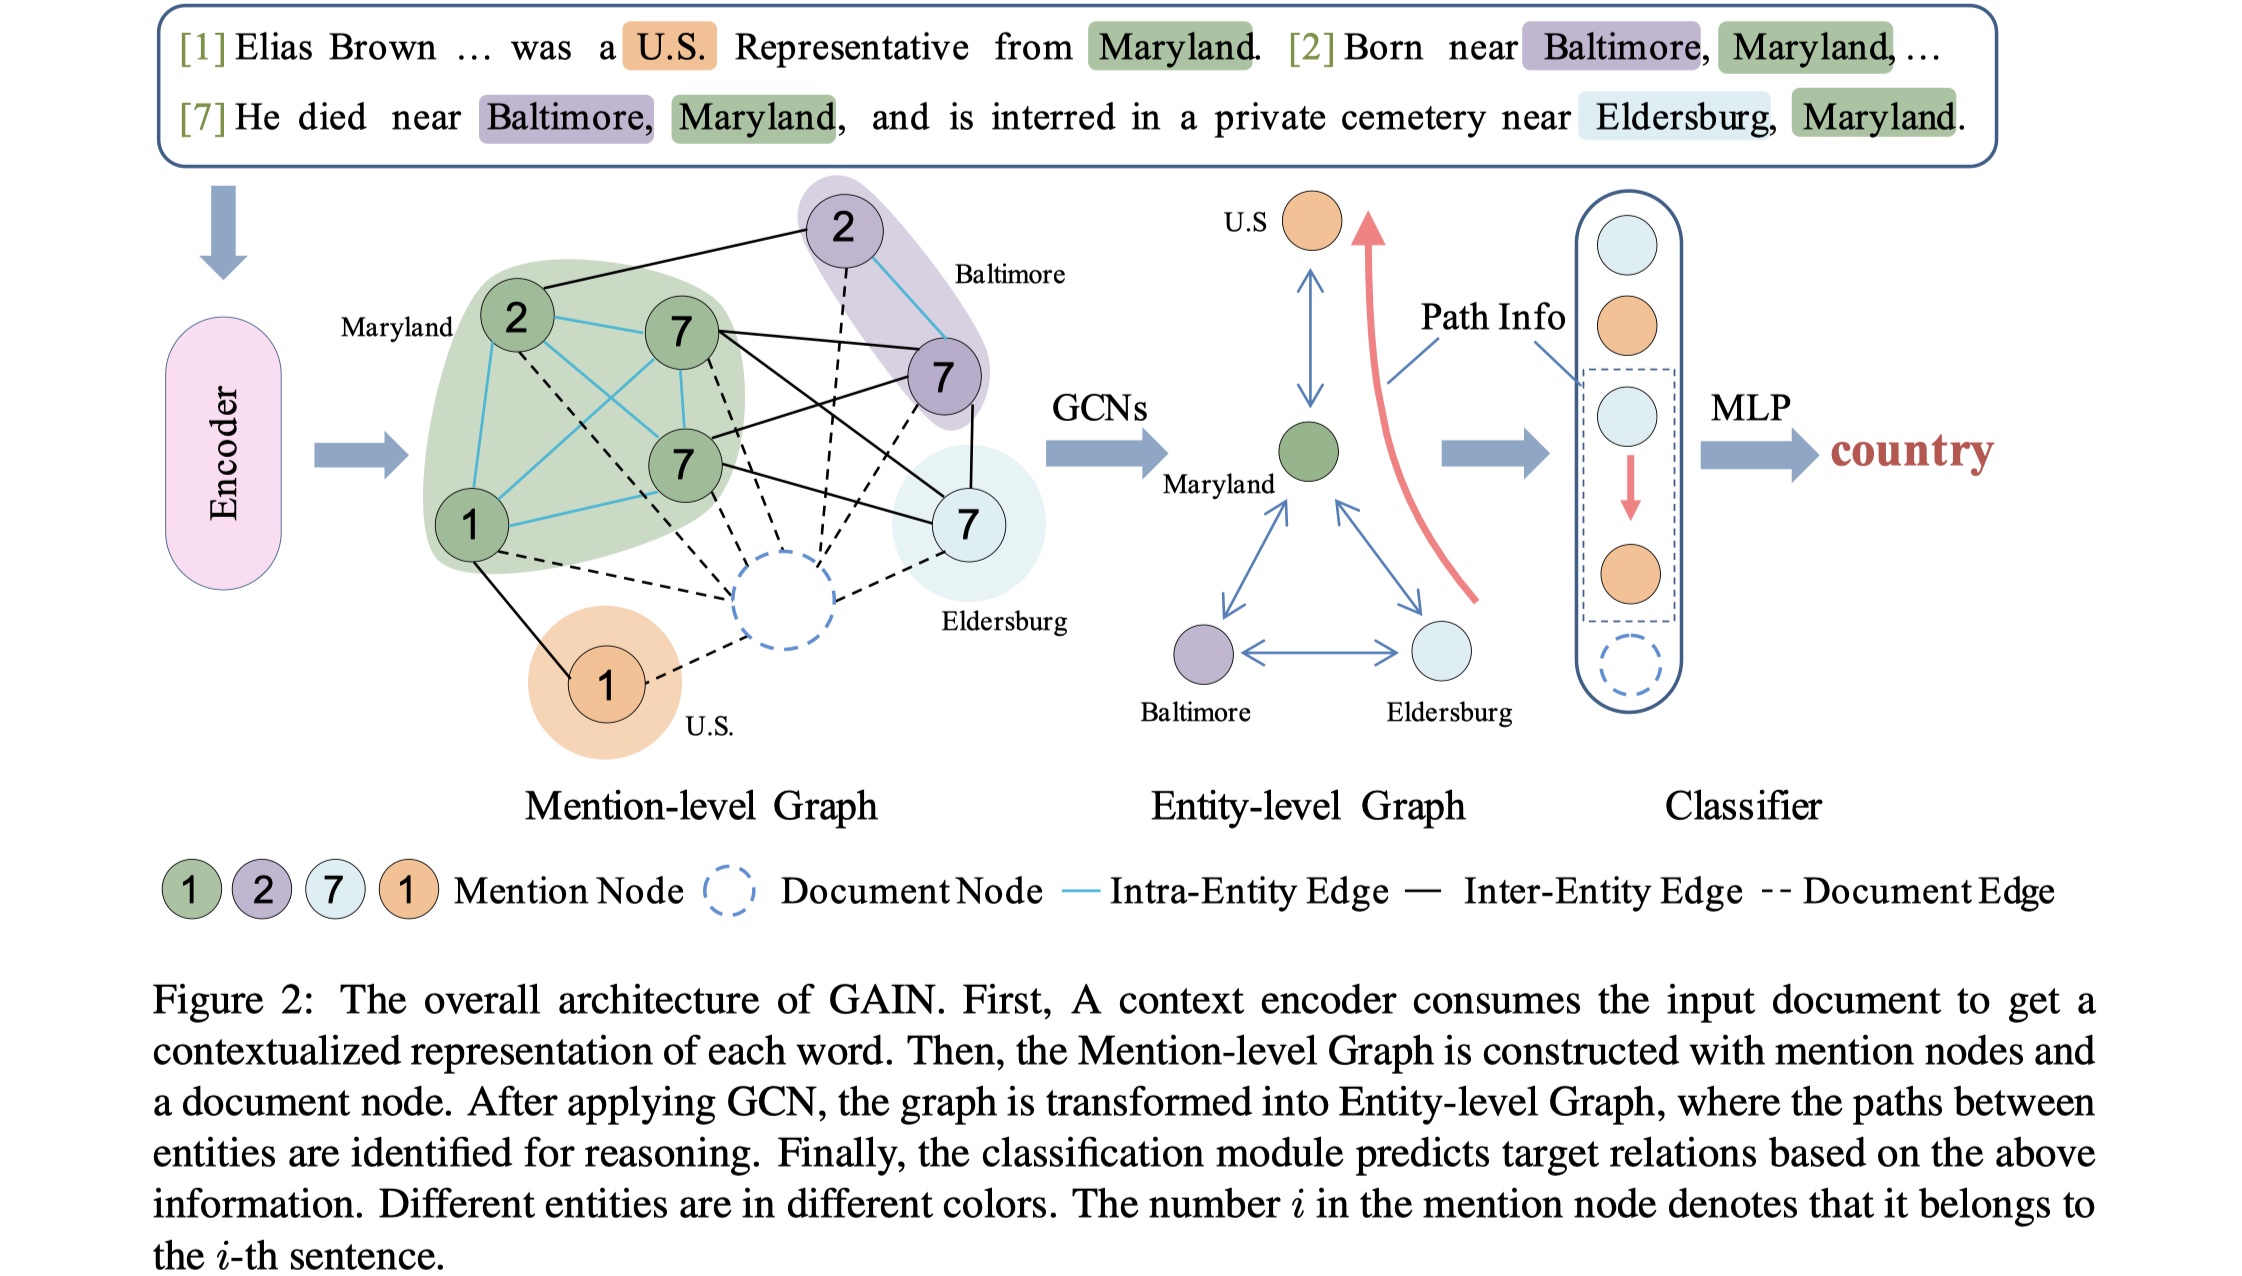 [1] Elias Brown … was a U.S. Representative from Maryland. [2] Born near Baltimore, Maryland, …
[7] He died near Baltimore, Maryland, and is interred in a private cemetery near Eldersburg, Maryland.
Encoder
Maryland
2
7
7
1
2
7
Baltimore
7
Eldersburg
1
U.S.
Mention-level Graph
GCNs
U.S
Maryland
Baltimore
Eldersburg
Entity-level Graph
Path Info
Classifier
MLP
country
1 2 7 1 Mention Node Document Node Intra-Entity Edge Inter-Entity Edge Document Edge
Figure 2: The overall architecture of GAIN. First, A context encoder consumes the input document to get a
contextualized representation of each word. Then, the Mention-level Graph is constructed with mention nodes and
a document node. After applying GCN, the graph is transformed into Entity-level Graph, where the paths between
entities are identified for reasoning. Finally, the classification module predicts target relations based on the above
information. Different entities are in different colors. The number i in the mention node denotes that it belongs to
the i-th sentence.